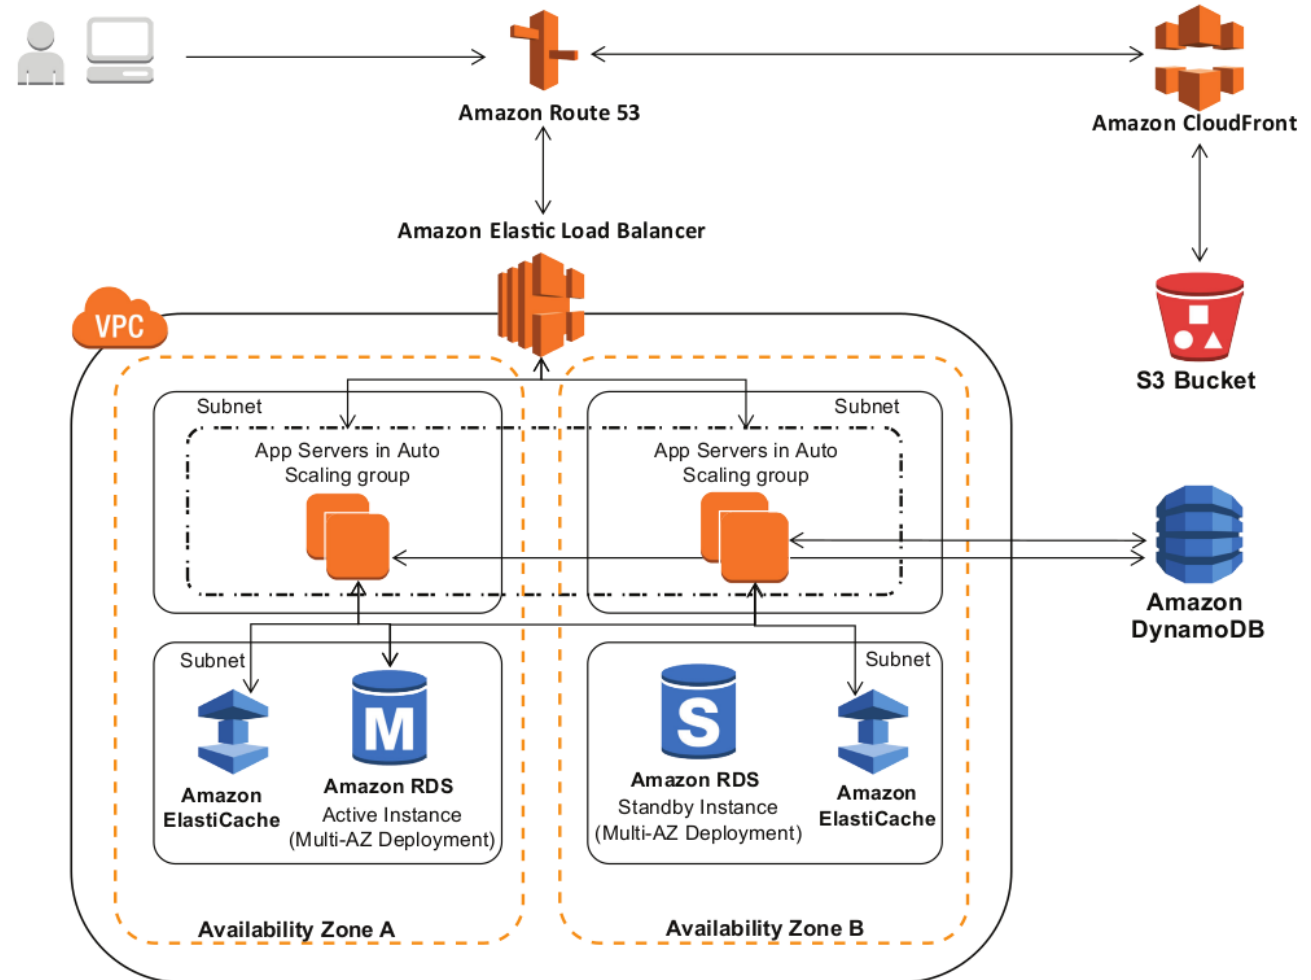 Amazon Route 53
Amazon CloudFront
Amazon Elastic Load Balancer
VPC
S3 Bucket
Subnet
App Servers in Auto
Scaling group
Subnet
App Servers in Auto
Scaling group
Amazon
DynamoDB
Subnet
Amazon
ElastiCache
M
Amazon RDS
Active Instance
(Multi-AZ Deployment)
Subnet
S
Amazon RDS
Standby Instance
(Multi-AZ Deployment)
Amazon
ElastiCache
Availability Zone A
Availability Zone B